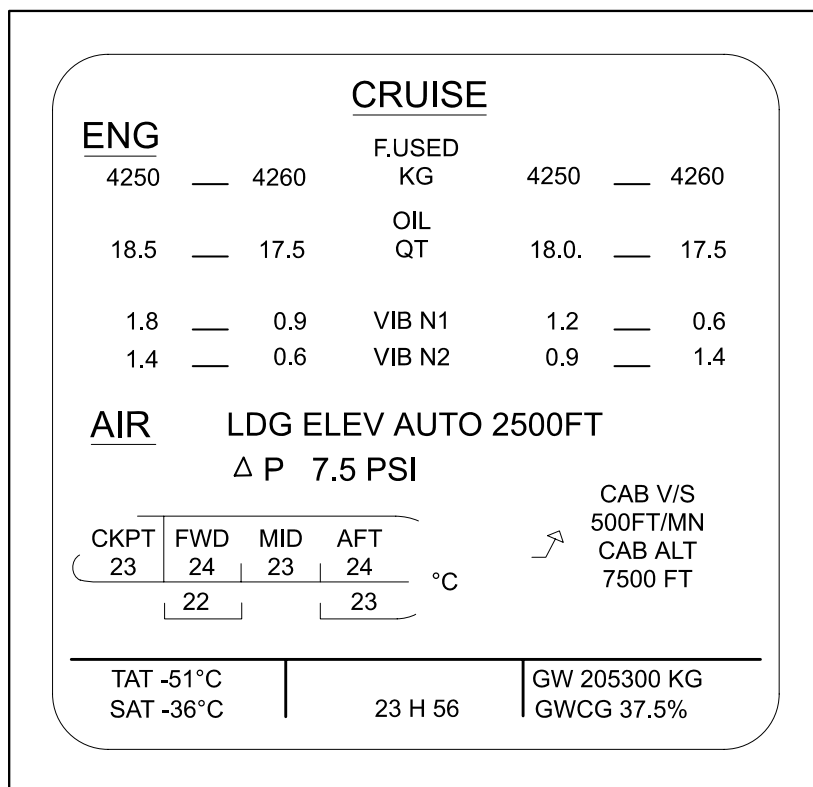 CRUISE
ENG
F.USED
4250 4260 KG 4250 4260
OIL
18.5 17.5 QT 18.0. 17.5
1.8 0.9 VIB N1 1.2 0.6
1.4 0.6 VIB N2 0.9 1.4
AIR LDG ELEV AUTO 2500FT
Δ P 7.5 PSI
CAB V/S
500FT/MN
CAB ALT
7500 FT
CKPT FWD MID AFT
23 24 23 24
°C
22 23
TAT -51°C GW 205300 KG
SAT -36°C 23 H 56 GWCG 37.5%